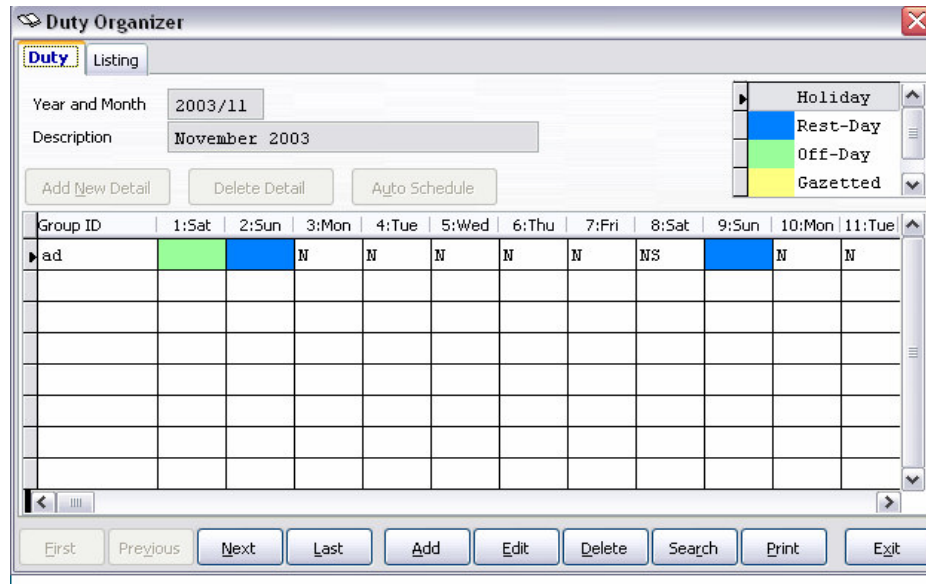 Duty Organizer
Duty Listing
Year and Month 2003/11
Description November 2003
Holiday
Rest-Day
Off-Day
Gazetted
Add New Detail Delete Detail Auto Schedule
Group ID 1:Sat 2:Sun 3:Mon 4:Tue 5:Wed 6:Thu 7:Fri 8:Sat 9:Sun 10:Mon 11:Tue
ad N N N N N NS N N
First Previous Next Last Add Edit Delete Search Print Exit